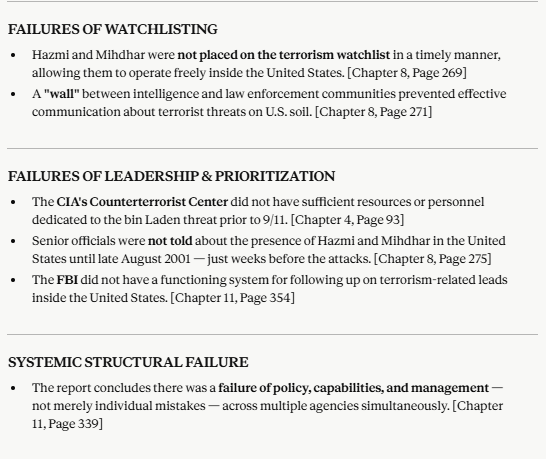 FAILURES OF WATCHLISTING
• Hazmi and Mihdhar were not placed on the terrorism watchlist in a timely manner,
allowing them to operate freely inside the United States. [Chapter 8, Page 269]
• A "wall" between intelligence and law enforcement communities prevented effective
communication about terrorist threats on U.S. soil. [Chapter 8, Page 271]
FAILURES OF LEADERSHIP & PRIORITIZATION
• The CIA's Counterterrorist Center did not have sufficient resources or personnel
dedicated to the bin Laden threat prior to 9/11. [Chapter 4, Page 93]
• Senior officials were not told about the presence of Hazmi and Mihdhar in the United
States until late August 2001 — just weeks before the attacks. [Chapter 8, Page 275]
• The FBI did not have a functioning system for following up on terrorism-related leads
inside the United States. [Chapter 11, Page 354]
SYSTEMIC STRUCTURAL FAILURE
• The report concludes there was a failure of policy, capabilities, and management —
not merely individual mistakes — across multiple agencies simultaneously. [Chapter
11, Page 339]